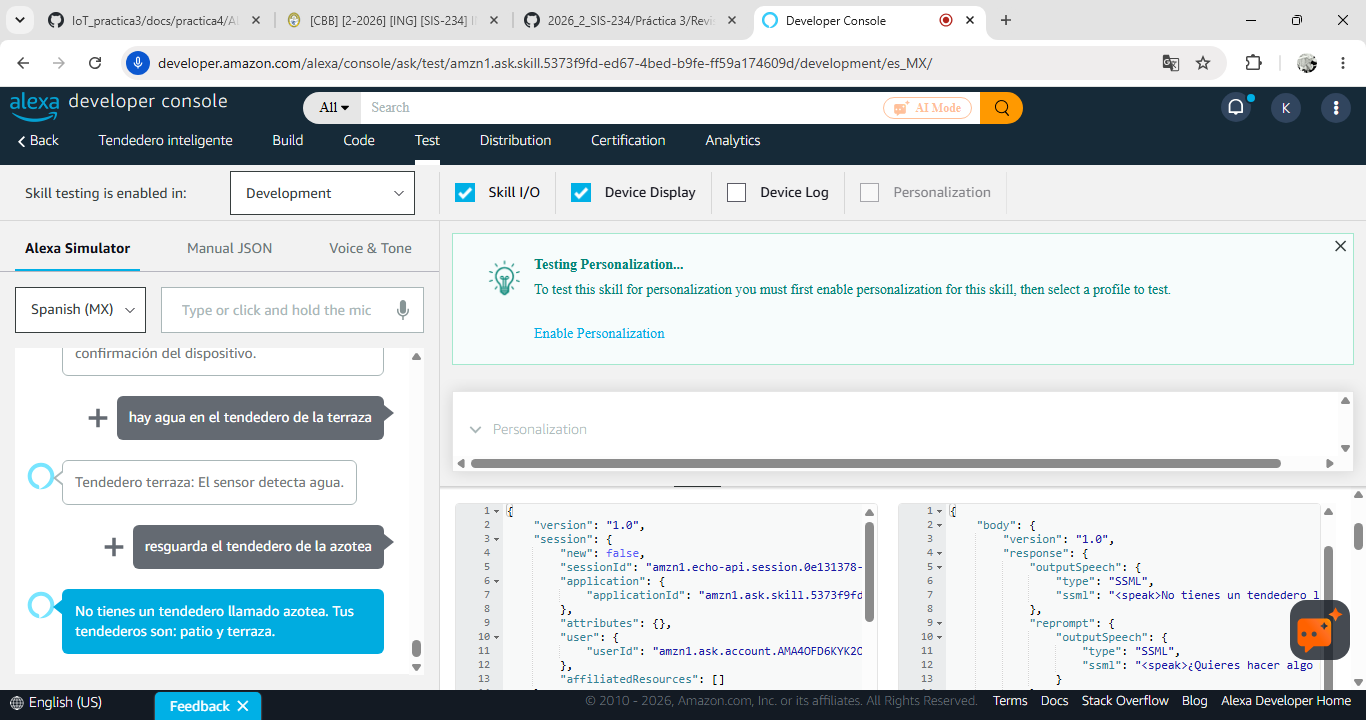 IoT_practica3/docs/practica4/Al
[CBB] [2-2026] [ING] [SIS-234] I
2026_2_SIS-234/Práctica 3/Revis
Developer Console
developer.amazon.com/alexa/console/ask/test/amzn1.ask.skill.5373f9fd-ed67-4bed-b9fe-ff59a174609d/development/es_MX/
alexa developer console
All
Search
AI Mode
K
Back
Tendedero inteligente
Build
Code
Test
Distribution
Certification
Analytics
Skill testing is enabled in:
Development
Skill I/O
Device Display
Device Log
Personalization
Alexa Simulator
Manual JSON
Voice & Tone
Spanish (MX)
Type or click and hold the mic
confirmación del dispositivo.
hay agua en el tendedero de la terraza
Tendedero terraza: El sensor detecta agua.
resguarda el tendedero de la azotea
No tienes un tendedero llamado azotea. Tus
tendederos son: patio y terraza.
Testing Personalization...
To test this skill for personalization you must first enable personalization for this skill, then select a profile to test.
Enable Personalization
Personalization
1 {
2 "version": "1.0",
3 "session": {
4 "new": false,
5 "sessionId": "amzn1.echo-api.session.0e131378-
6 "application": {
7 "applicationId": "amzn1.ask.skill.5373f9fd
8 },
9 "attributes": {},
10 "user": {
11 "userId": "amzn1.ask.account.AMA4OFD6KYK2O
12 },
13 "affiliatedResources": []
1 {
2 "body": {
3 "version": "1.0",
4 "response": {
5 "outputSpeech": {
6 "type": "SSML",
7 "ssml": "<speak>No tienes un tendedero l
8 },
9 "reprompt": {
10 "outputSpeech": {
11 "type": "SSML",
12 "ssml": "<speak>¿Quieres hacer algo
13 }
English (US)
Feedback
© 2010 - 2026, Amazon.com, Inc. or its affiliates. All Rights Reserved.
Terms
Docs
Stack Overflow
Blog
Alexa Developer Home